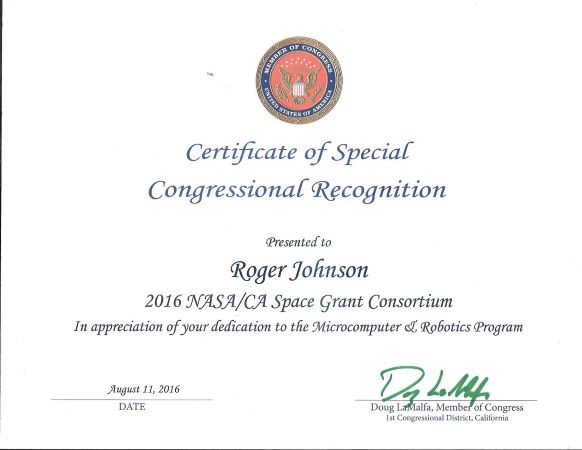 MEMBER OF CONGRESS
UNITED STATES OF AMERICA
Certificate of Special
Congressional Recognition
Presented to
Roger Johnson
2016 NASA/CA Space Grant Consortium
In appreciation of your dedication to the Microcomputer & Robotics Program
August 11, 2016
DATE
Doug LaMalfa
Doug LaMalfa, Member of Congress
1st Congressional District, California